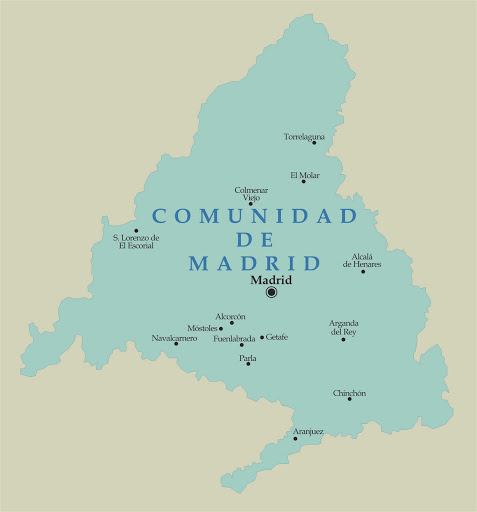 Torrelaguna
El Molar
Colmenar
Viejo
COMUNIDAD
DE
MADRID
S. Lorenzo de
El Escorial
Alcalá
de Henares
Madrid
Alcorcón
Móstoles
Navalcarnero
Fuenlabrada
Getafe
Arganda
del Rey
Parla
Chinchón
Aranjuez